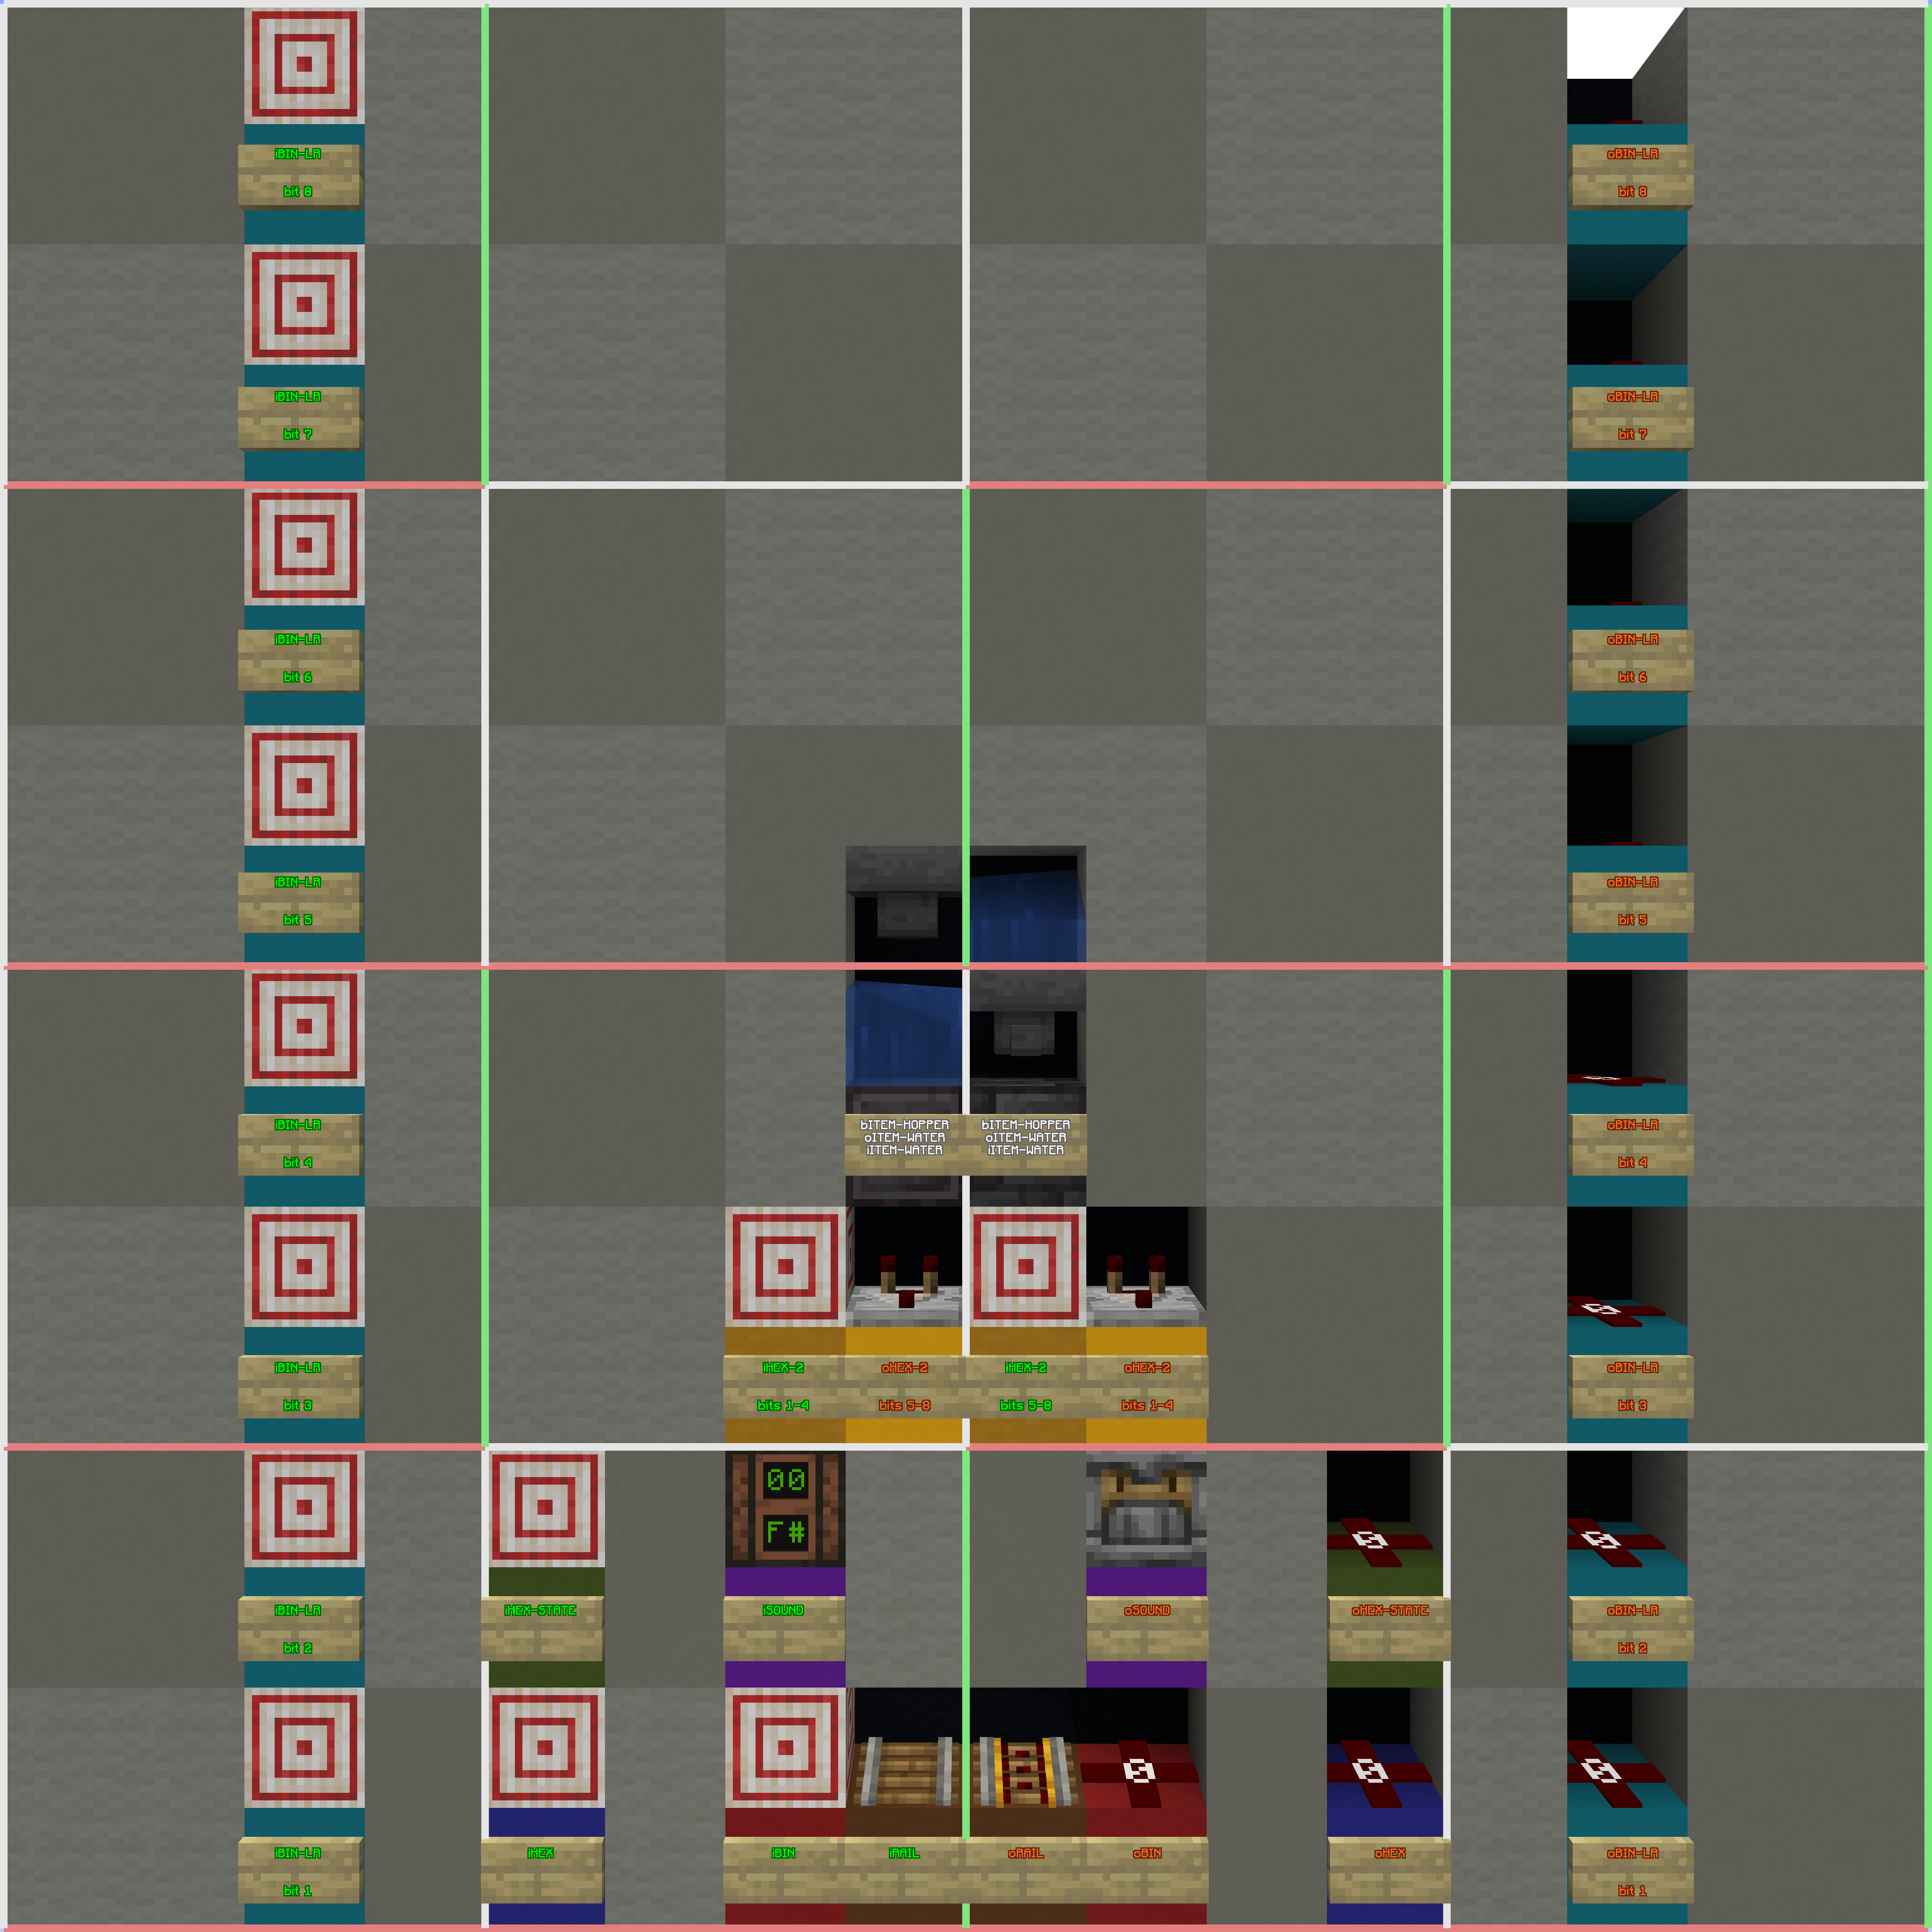 iBIN-LA
bit 8
oBIN-LA
bit 8
iBIN-LA
bit 7
oBIN-LA
bit 7
iBIN-LA
bit 6
oBIN-LA
bit 6
iBIN-LA
bit 5
oBIN-LA
bit 5
iBIN-LA
bit 4
bITEM-HOPPER
oITEM-WATER
iITEM-WATER
bITEM-HOPPER
oITEM-WATER
iITEM-WATER
oBIN-LA
bit 4
iBIN-LA
bit 3
iHEX-2
bits 1-4
oHEX-2
bits 5-8
iHEX-2
bits 5-8
oHEX-2
bits 1-4
oBIN-LA
bit 3
00
F#
iBIN-LA
bit 2
iHEX-STATE
iSOUND
oSOUND
oHEX-STATE
oBIN-LA
bit 2
iBIN-LA
bit 1
iHEX
iBIN
iRAIL
oRAIL
oBIN
oHEX
oBIN-LA
bit 1